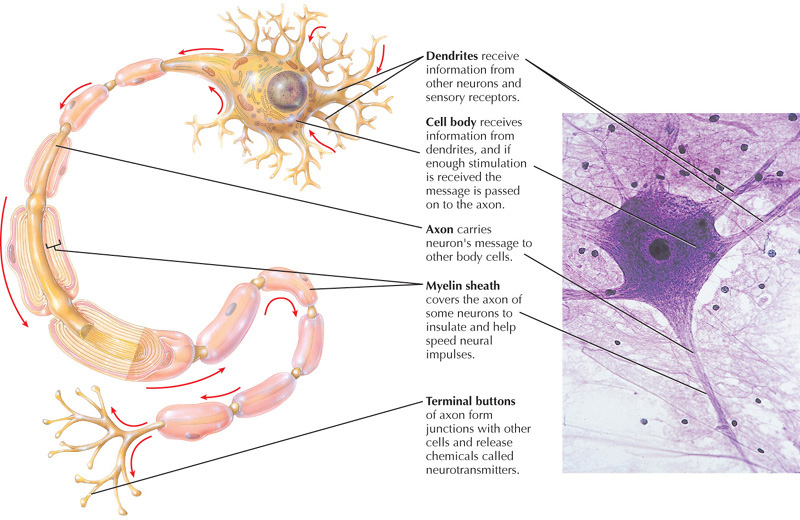 Dendrites receive
information from
other neurons and
sensory receptors.
Cell body receives
information from
dendrites, and if
enough stimulation
is received the
message is passed
on to the axon.
Axon carries
neuron's message to
other body cells.
Myelin sheath
covers the axon of
some neurons to
insulate and help
speed neural
impulses.
Terminal buttons
of axon form
junctions with other
cells and release
chemicals called
neurotransmitters.